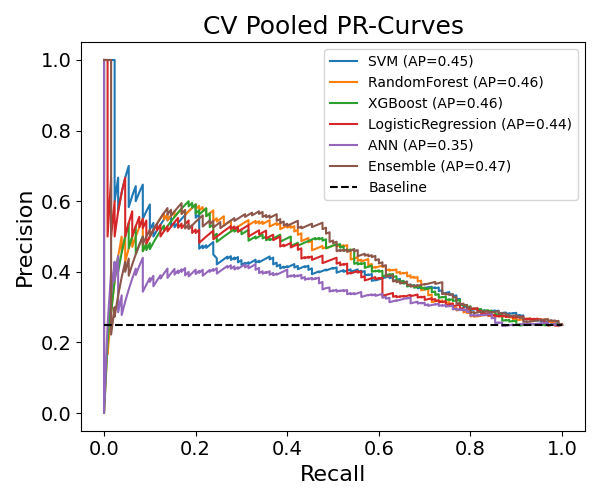 CV Pooled PR-Curves
SVM (AP=0.45)
RandomForest (AP=0.46)
XGBoost (AP=0.46)
LogisticRegression (AP=0.44)
ANN (AP=0.35)
Ensemble (AP=0.47)
Baseline
Precision
1.0
0.8
0.6
0.4
0.2
0.0
0.0 0.2 0.4 0.6 0.8 1.0
Recall